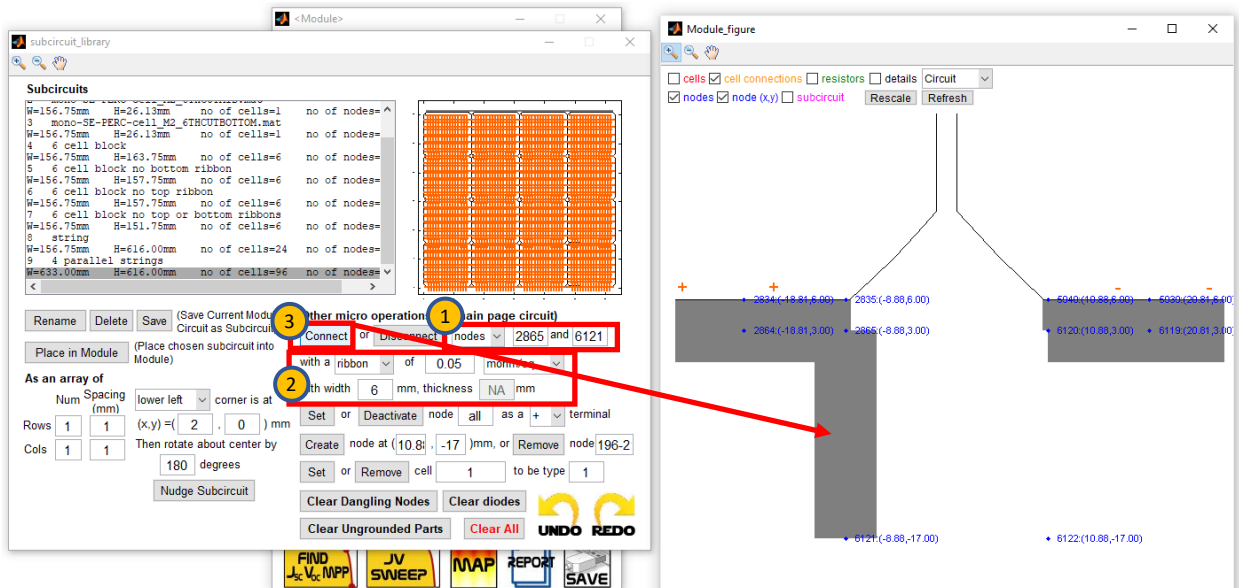 <Module>
subcircuit_library
Subcircuits
W=156.75mm H=26.13mm no of cells=1 no of nodes=
3 mono-SE-PERC-cell_M2_6THCUTBOTTOM.mat
W=156.75mm H=26.13mm no of cells=1 no of nodes=
4 6 cell block
W=156.75mm H=163.75mm no of cells=6 no of nodes=
5 6 cell block no bottom ribbon
W=156.75mm H=157.75mm no of cells=6 no of nodes=
6 6 cell block no top ribbon
W=156.75mm H=157.75mm no of cells=6 no of nodes=
7 6 cell block no top or bottom ribbons
W=156.75mm H=151.75mm no of cells=6 no of nodes=
8 string
W=156.75mm H=616.00mm no of cells=24 no of nodes=
9 4 parallel strings
W=633.00mm H=616.00mm no of cells=96 no of nodes=
Rename Delete Save (Save Current Modu
Circuit as Subcircui
Place in Module (Place chosen subcircuit into
Module)
As an array of
Num Spacing
(mm)
Rows 1 1
Cols 1 1
lower left corner is at
(x,y) =( 2 , 0 ) mm
Then rotate about center by
180 degrees
Nudge Subcircuit
Other micro operations ain page circuit)
3 1
Connect or Disconnect nodes 2865 and 6121
2
with a ribbon of 0.05
ith width 6 mm, thickness NA mm
Set or Deactivate node all as a + terminal
Create node at ( , -17 )mm, or Remove node 196-2
Set or Remove cell 1 to be type 1
Clear Dangling Nodes Clear diodes
Clear Ungrounded Parts Clear All UNDO REDO
FIND
Jsc Voc MPP
JV
SWEEP
MAP
REPORT
SAVE
Module_figure
cells cell connections resistors details Circuit
nodes node (x,y) subcircuit Rescale Refresh
+ + - -
2834:(-18.81,6.00) 2835:(-8.88,6.00) 5040:(10.88,6.00) 5030:(20.81,6.00)
2864:(-18.81,3.00) 2865:(-8.88,3.00) 6120:(10.88,3.00) 6119:(20.81,3.00)
6121:(-8.88,-17.00) 6122:(10.88,-17.00)